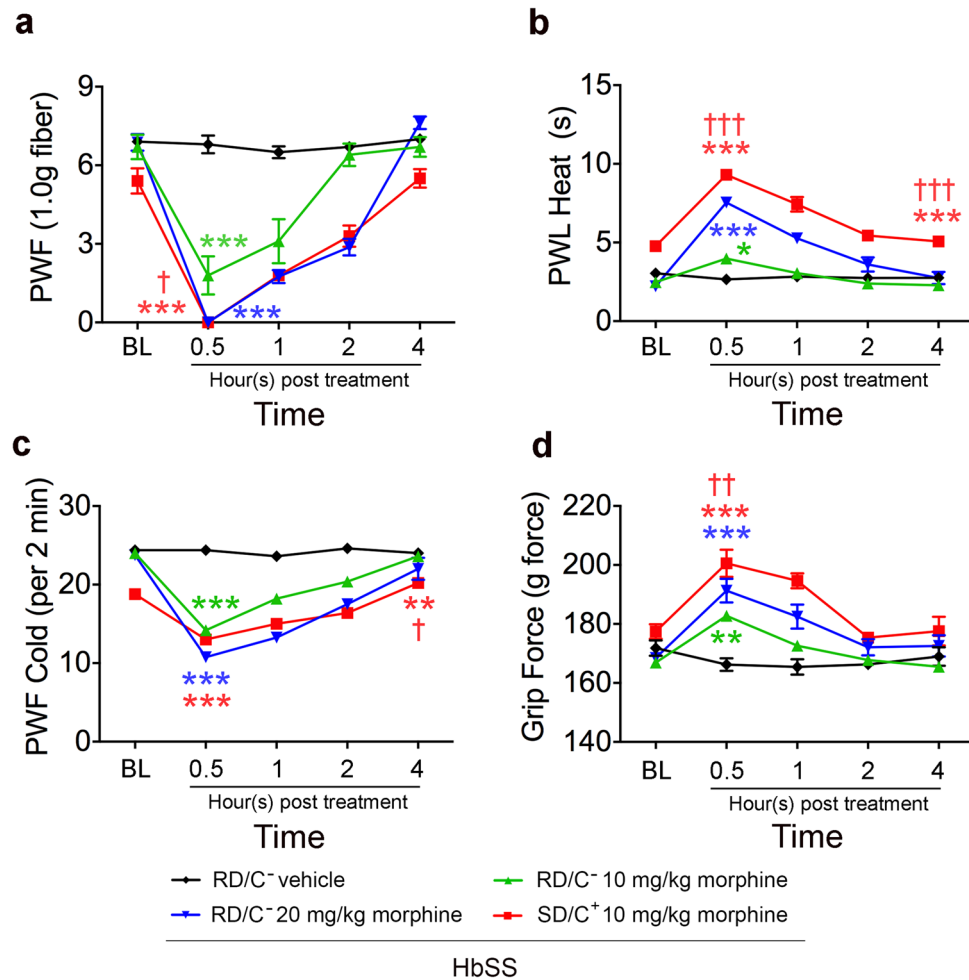 a
PWF (1.0g fiber)
9
6
3
0
***
†
***
***
BL 0.5 1 2 4
Hour(s) post treatment
Time
b
PWL Heat (s)
15
10
5
0
†††
***
***
*
†††
***
BL 0.5 1 2 4
Hour(s) post treatment
Time
c
PWF Cold (per 2 min)
30
20
10
0
***
***
***
**
†
BL 0.5 1 2 4
Hour(s) post treatment
Time
d
Grip Force (g force)
220
200
180
160
140
††
***
***
**
BL 0.5 1 2 4
Hour(s) post treatment
Time
RD/C⁻ vehicle
RD/C⁻ 10 mg/kg morphine
RD/C⁻ 20 mg/kg morphine
SD/C⁺ 10 mg/kg morphine
HbSS